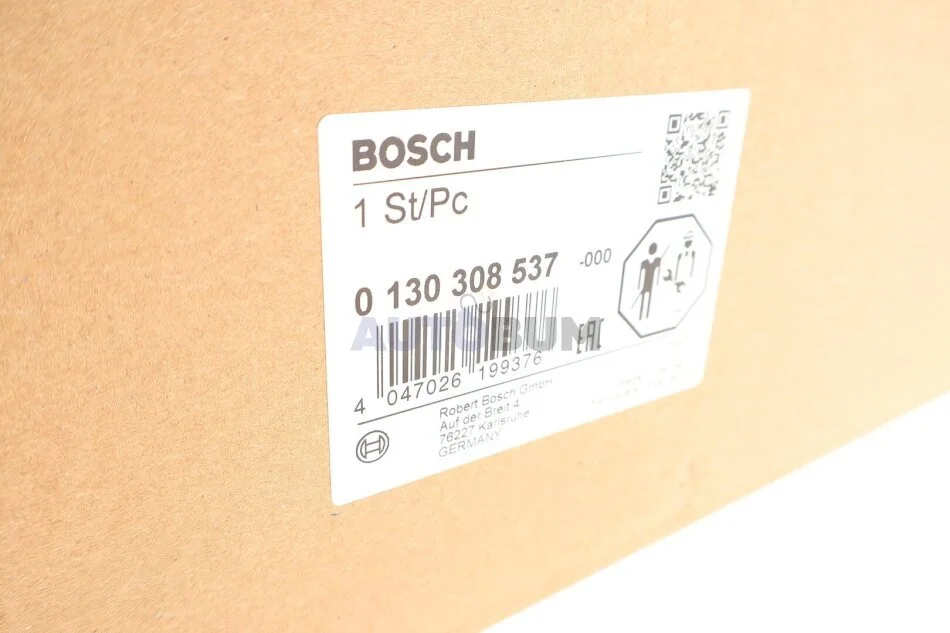 BOSCH
1 St/Pc
0 130 308 537 -000
AUTOBUM
EAC
4 047026 199376
Robert Bosch GmbH
Auf der Breit 4
76227 Karlsruhe
GERMANY